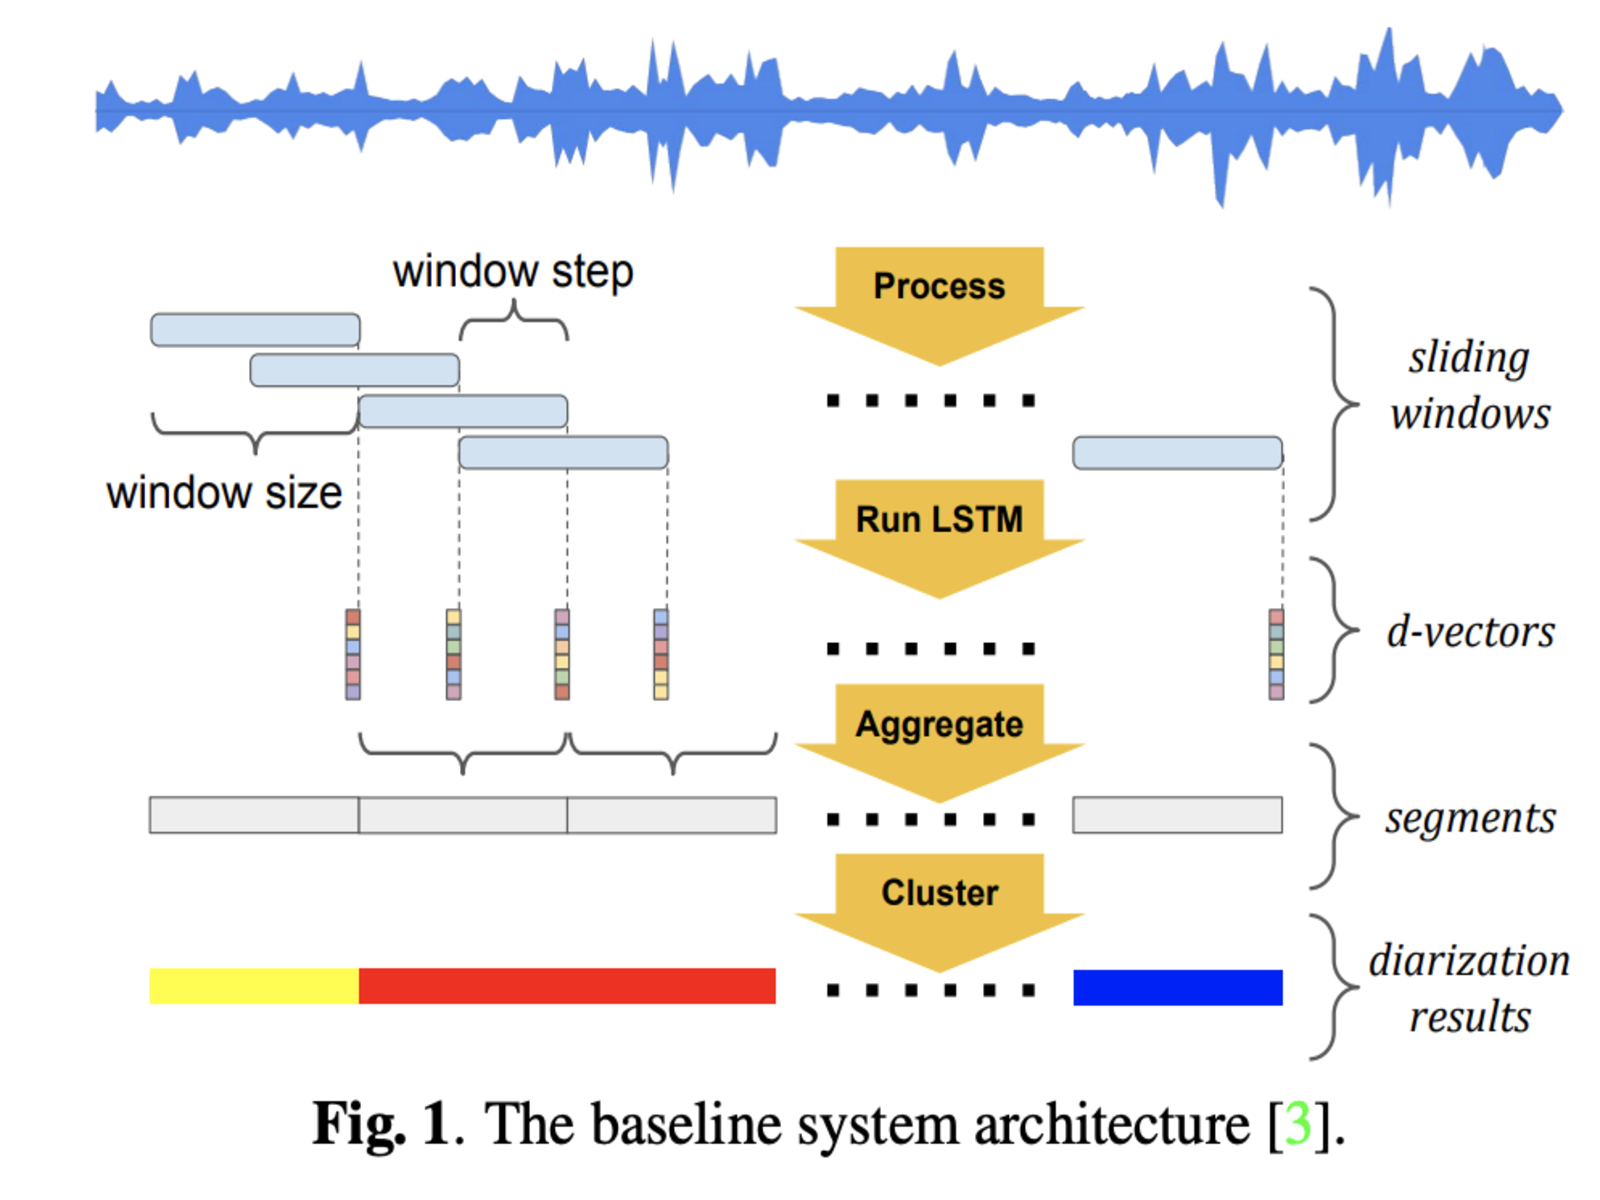 window step
Process
sliding
windows
window size
Run LSTM
d-vectors
Aggregate
segments
Cluster
diarization
results
Fig. 1. The baseline system architecture [3].